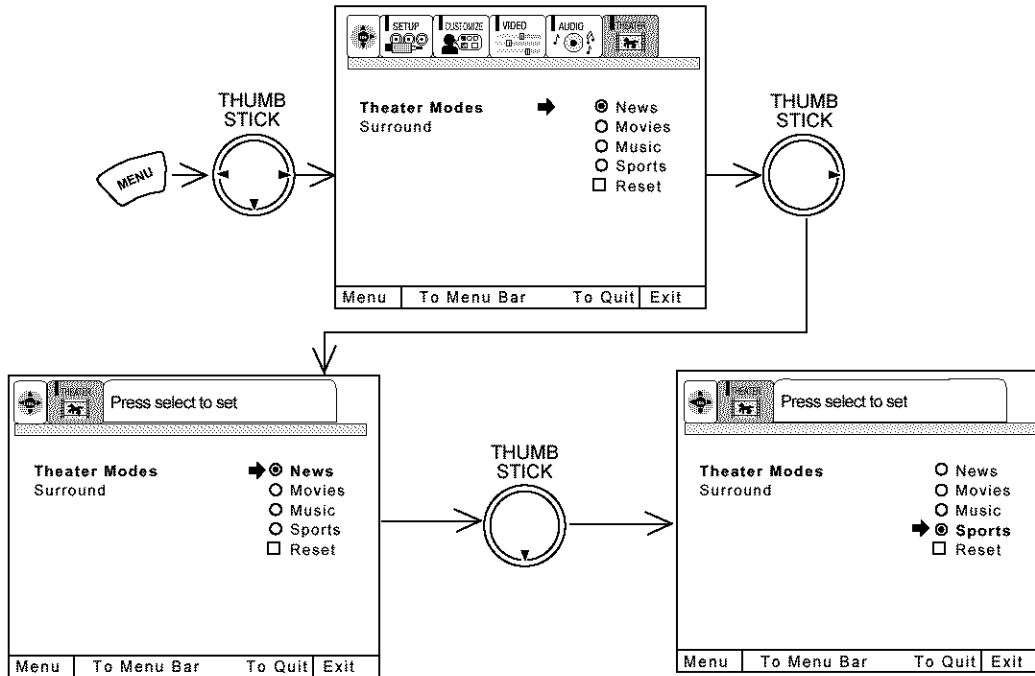 SETUP
CUSTOMIZE
VIDEO
AUDIO
THEATER
THUMB
STICK
MENU
Theater Modes
Surround
News
Movies
Music
Sports
Reset
Menu To Menu Bar To Quit Exit
THUMB
STICK
THEATER
Press select to set
Theater Modes
Surround
News
Movies
Music
Sports
Reset
Menu To Menu Bar To Quit Exit
THUMB
STICK
THEATER
Press select to set
Theater Modes
Surround
News
Movies
Music
Sports
Reset
Menu To Menu Bar To Quit Exit